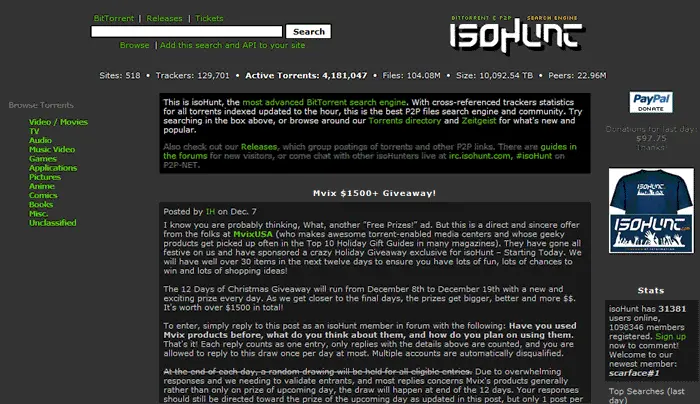 BitTorrent | Releases | Tickets
Search
Browse | Add this search and API to your site
BITTORRENT & P2P SEARCH ENGINE
isoHunt
Sites: 518 • Trackers: 129,701 • Active Torrents: 4,181,047 • Files: 104.08M • Size: 10,092.54 TB • Peers: 22.96M
Browse Torrents
Video / Movies
TV
Audio
Music Video
Games
Applications
Pictures
Anime
Comics
Books
Misc.
Unclassified
This is isoHunt, the most advanced BitTorrent search engine. With cross-referenced trackers statistics
for all torrents indexed updated to the hour, this is the best P2P files search engine and community. Try
searching in the box above, or browse around our Torrents directory and Zeitgeist for what's new and
popular.
Also check out our Releases, which group postings of torrents and other P2P links. There are guides in
the forums for new visitors, or come chat with other isoHunters live at irc.isohunt.com, #isoHunt on
P2P-NET.
Mvix $1500+ Giveaway!
Posted by IH on Dec. 7
I know you are probably thinking, What, another "Free Prizes!" ad. But this is a direct and sincere offer
from the folks at MvixUSA (who makes awesome torrent-enabled media centers and whose geeky
products get picked up often in the Top 10 Holiday Gift Guides in many magazines). They have gone all
festive on us and have sponsored a crazy Holiday Giveaway exclusive for isoHunt – Starting Today. We
will have well over 30 items in the next twelve days to ensure you have lots of fun, lots of chances to
win and lots of shopping ideas!
The 12 Days of Christmas Giveaway will run from December 8th to December 19th with a new and
exciting prize every day. As we get closer to the final days, the prizes get bigger, better and more $$.
It's worth over $1500 in total!
To enter, simply reply to this post as an isoHunt member in forum with the following: Have you used
Mvix products before, what do you think about them, and how do you plan on using them.
That's it! Each reply counts as one entry, only replies with the details above are counted, and you are
allowed to reply to this draw once per day at most. Multiple accounts are automatically disqualified.
At the end of each day, a random drawing will be held for all eligible entries. Due to overwhelming
responses and we needing to validate entrants, and most replies concerns Mvix's products generally
rather than only on prize of upcoming day, the draw will happen at end of the 12 days. Your responses
should still be directed toward the prize of the upcoming day as updated in this post, but only 1 post per
PayPal
DONATE
Donations for last day:
$97.75
Thanks!
isoHunt
Stats
isoHunt has 31381
users online,
1098346 members
registered. Sign up
now to comment!
Welcome to our
newest member:
scarface#1
Top Searches (last
day)